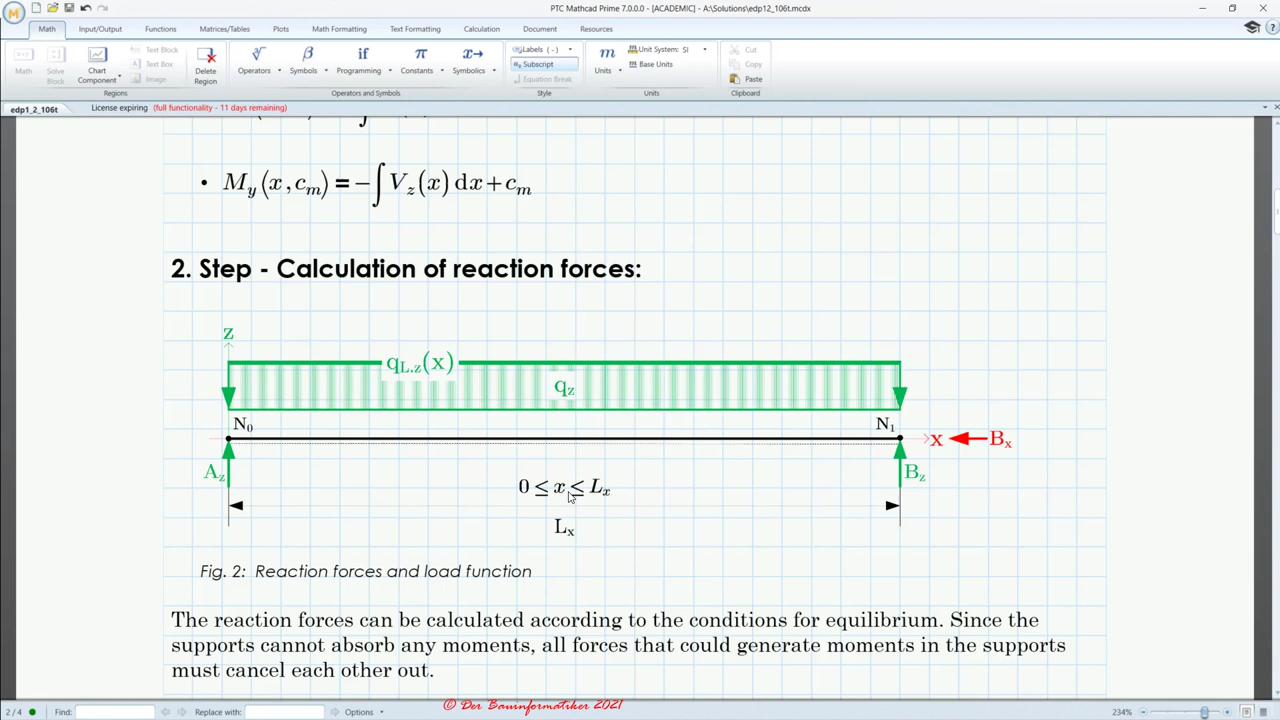 PTC Mathcad Prime 7.0.0.0 - [ACADEMIC] - A:\Solutions\edp12_106t.mcdx
Math Input/Output Functions Matrices/Tables Plots Math Formatting Text Formatting Calculation Document Resources
Math Solve Block Chart Component Text Block Text Box Image Delete Region
Operators Symbols Programming Constants Symbolics
Labels ( - ) Subscript Equation Break
Units Unit System: SI Base Units
Cut Copy Paste
Regions Operators and Symbols Style Units Clipboard
edp1_2_106t License expiring (full functionality - 11 days remaining)
• M_y(x, c_m) = −∫ V_z(x) dx + c_m
2. Step - Calculation of reaction forces:
z
q_L.z(x)
q_z
N_0 N_1
x B_x
A_z B_z
0 ≤ x ≤ L_x
L_x
Fig. 2: Reaction forces and load function
The reaction forces can be calculated according to the conditions for equilibrium. Since the
supports cannot absorb any moments, all forces that could generate moments in the supports
must cancel each other out.
© Der Bauinformatiker 2021
2 / 4 Find: Replace with: Options 234%